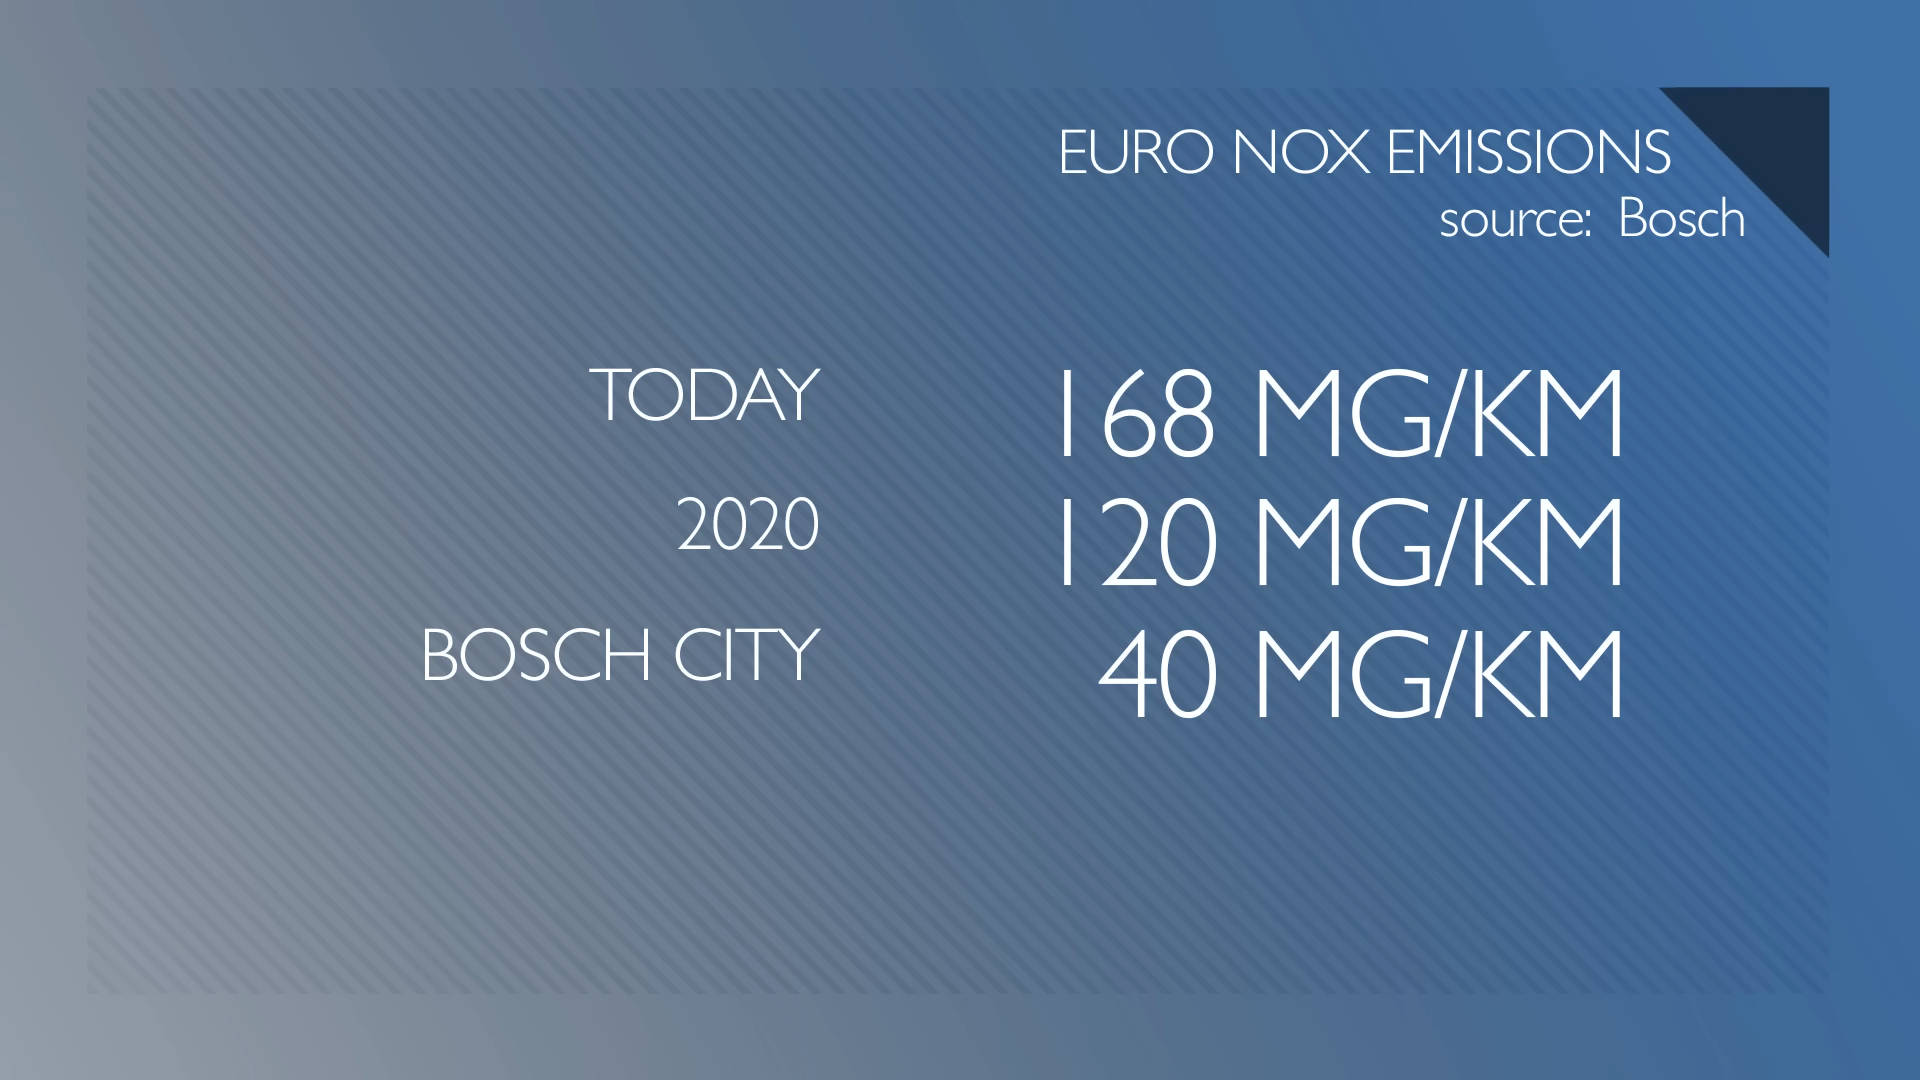 EURO NOX EMISSIONS
source: Bosch
TODAY 168 MG/KM
2020 120 MG/KM
BOSCH CITY 40 MG/KM